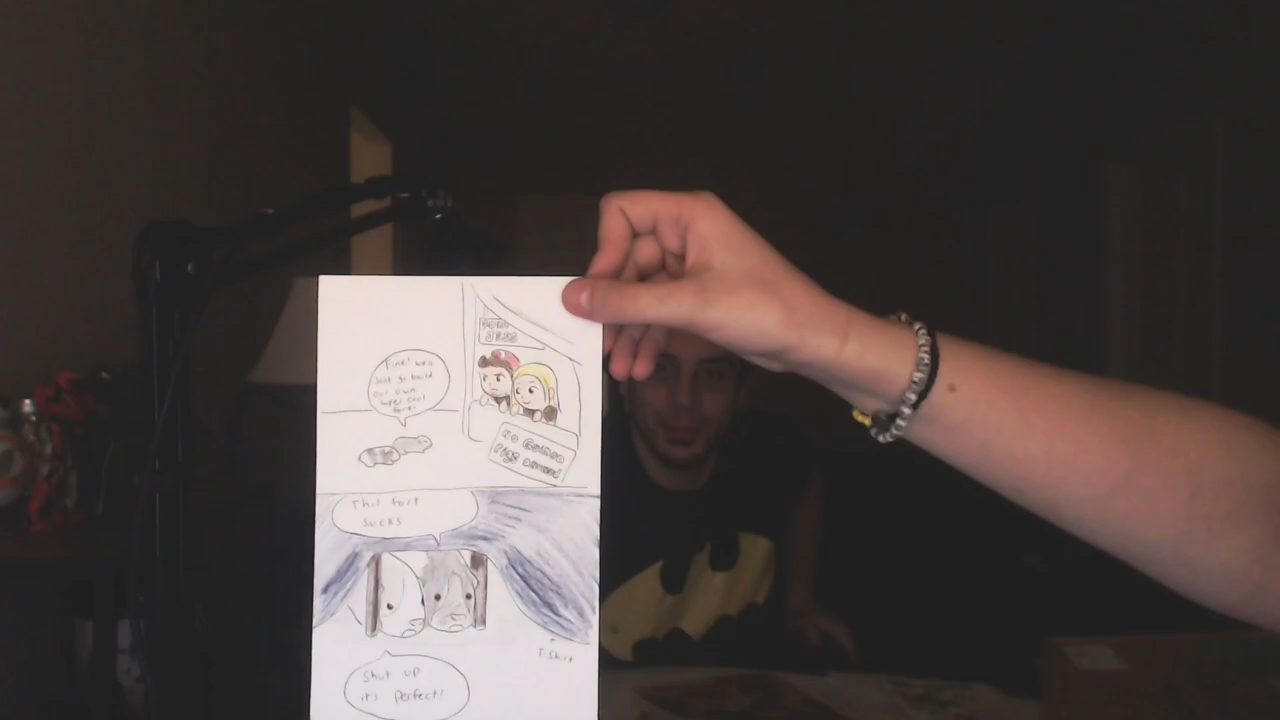 FORT
Fine! We'll
just go build
our own
super cool
fort!
No Guinea
Pigs allowed
This fort
sucks
T-Shirt
Shut up
it's perfect!